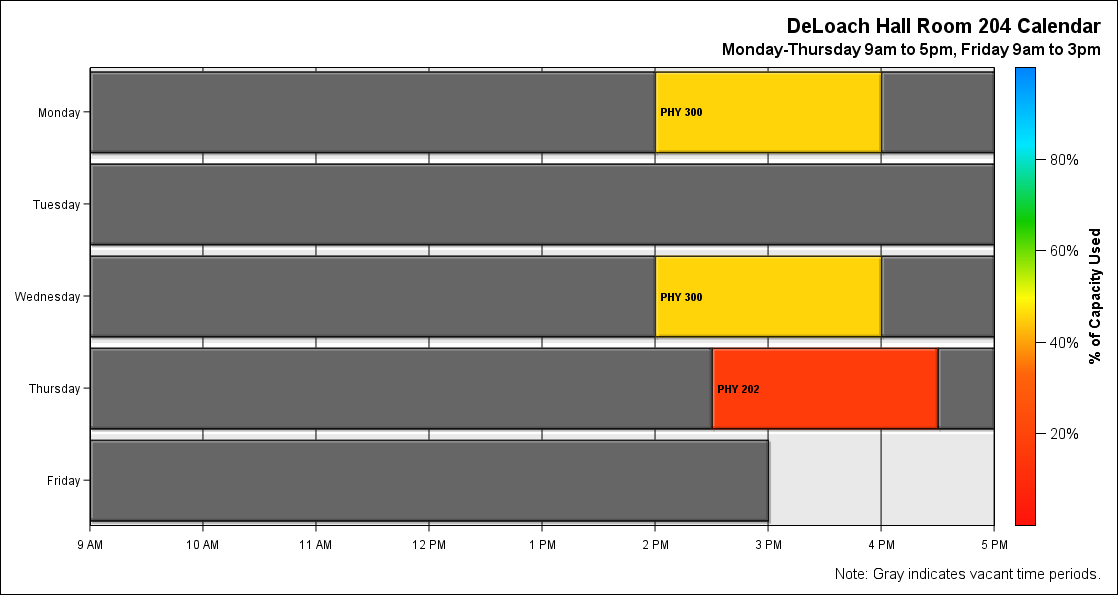 DeLoach Hall Room 204 Calendar
Monday-Thursday 9am to 5pm, Friday 9am to 3pm
Monday
PHY 300
Tuesday
Wednesday
PHY 300
Thursday
PHY 202
Friday
9 AM
10 AM
11 AM
12 PM
1 PM
2 PM
3 PM
4 PM
5 PM
80%
60%
40%
20%
% of Capacity Used
Note: Gray indicates vacant time periods.